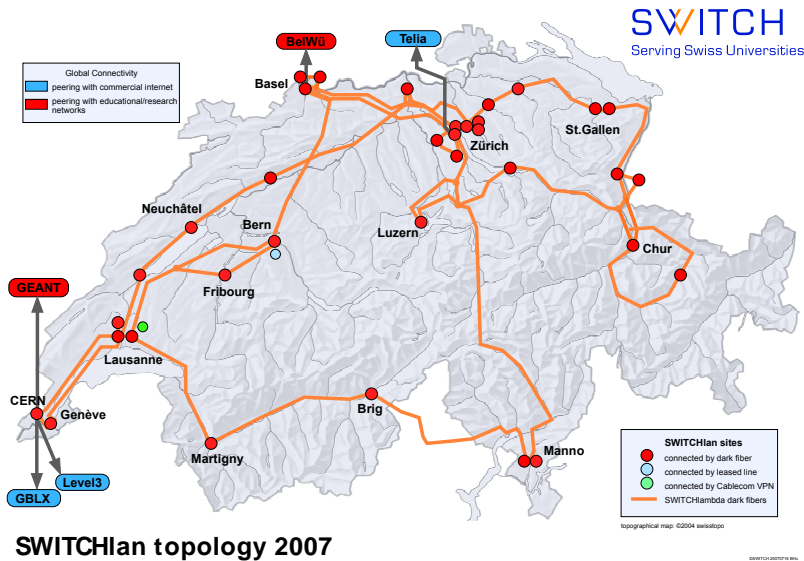 SWITCH
Serving Swiss Universities
BelWü
Telia
Global Connectivity
peering with commercial internet
peering with educational/research
networks
Basel
St.Gallen
Zürich
Neuchâtel
Bern
Luzern
Chur
Fribourg
GEANT
Lausanne
CERN
Genève
Brig
Martigny
Manno
Level3
GBLX
SWITCHlan sites
connected by dark fiber
connected by leased line
connected by Cablecom VPN
SWITCHlambda dark fibers
topographical map: ©2004 swisstopo
SWITCHlan topology 2007